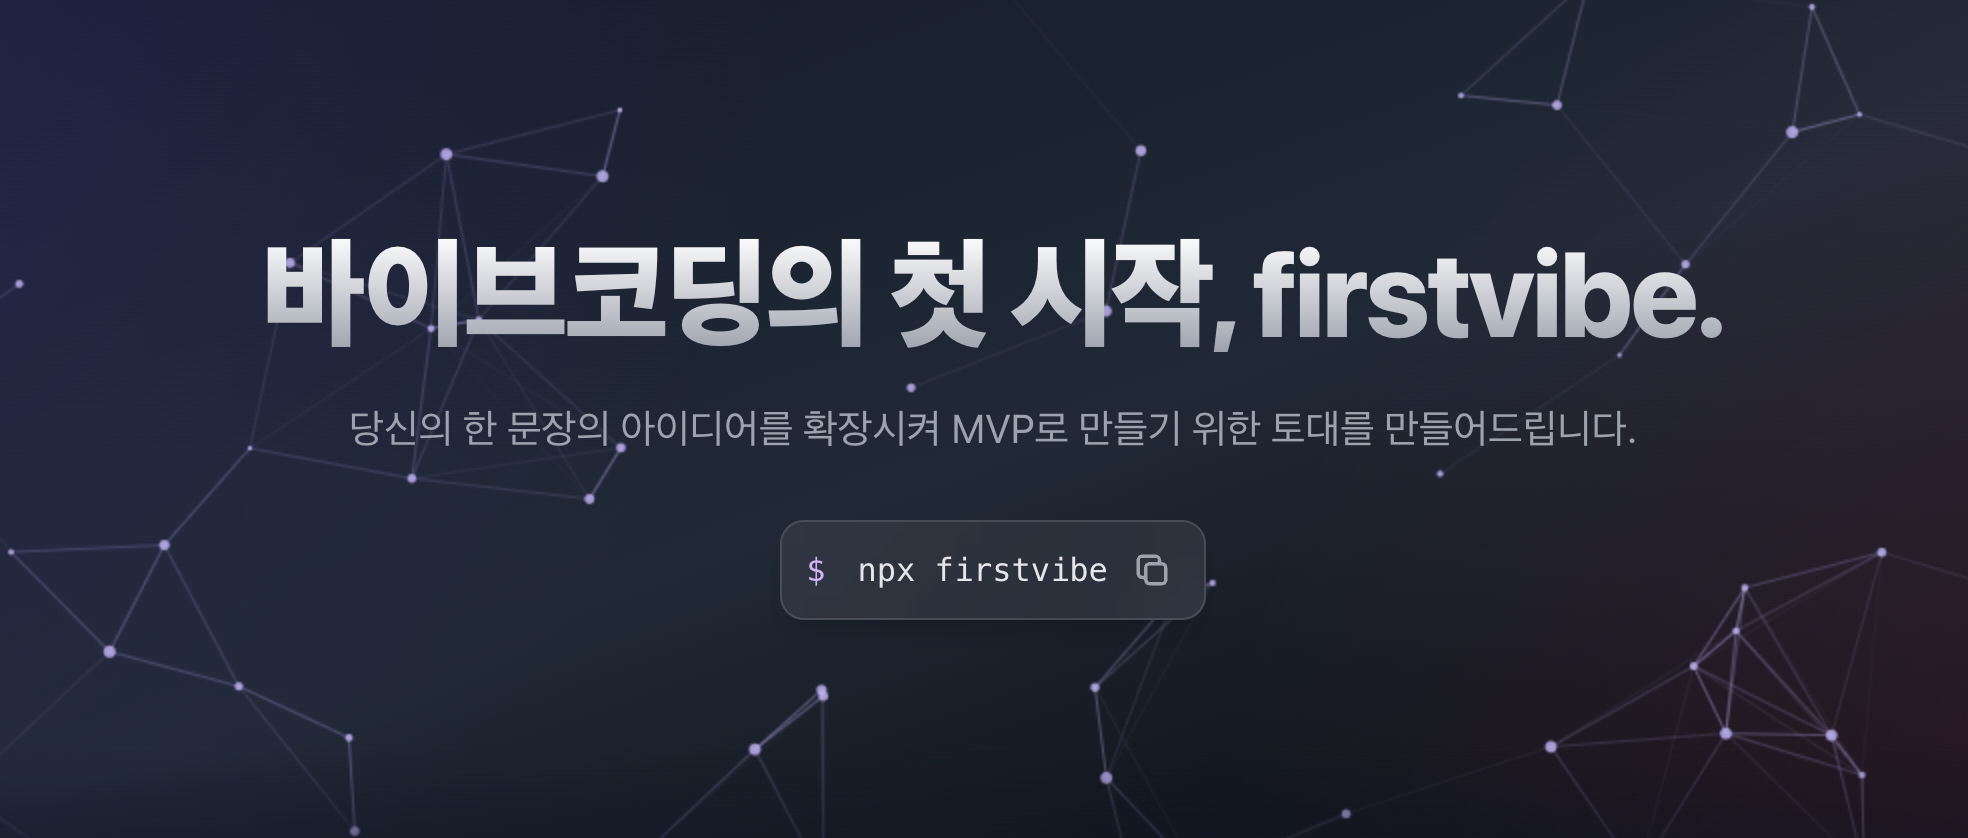 바이브코딩의 첫 시작, firstvibe.
당신의 한 문장의 아이디어를 확장시켜 MVP로 만들기 위한 토대를 만들어드립니다.
$ npx firstvibe